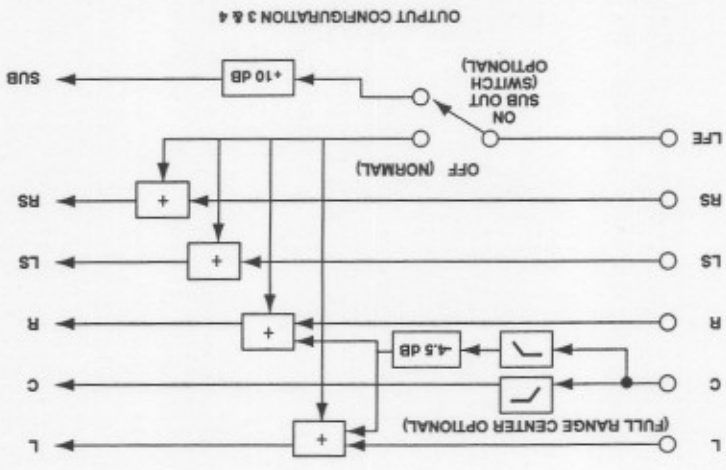 L + L
(FULL RANGE CENTER OPTIONAL)
C C
-4.5 dB
R + R
LS + LS
RS + RS
OFF (NORMAL)
LFE
ON
SUB OUT
(SWITCH
OPTIONAL)
+10 dB SUB
OUTPUT CONFIGURATION 3 & 4